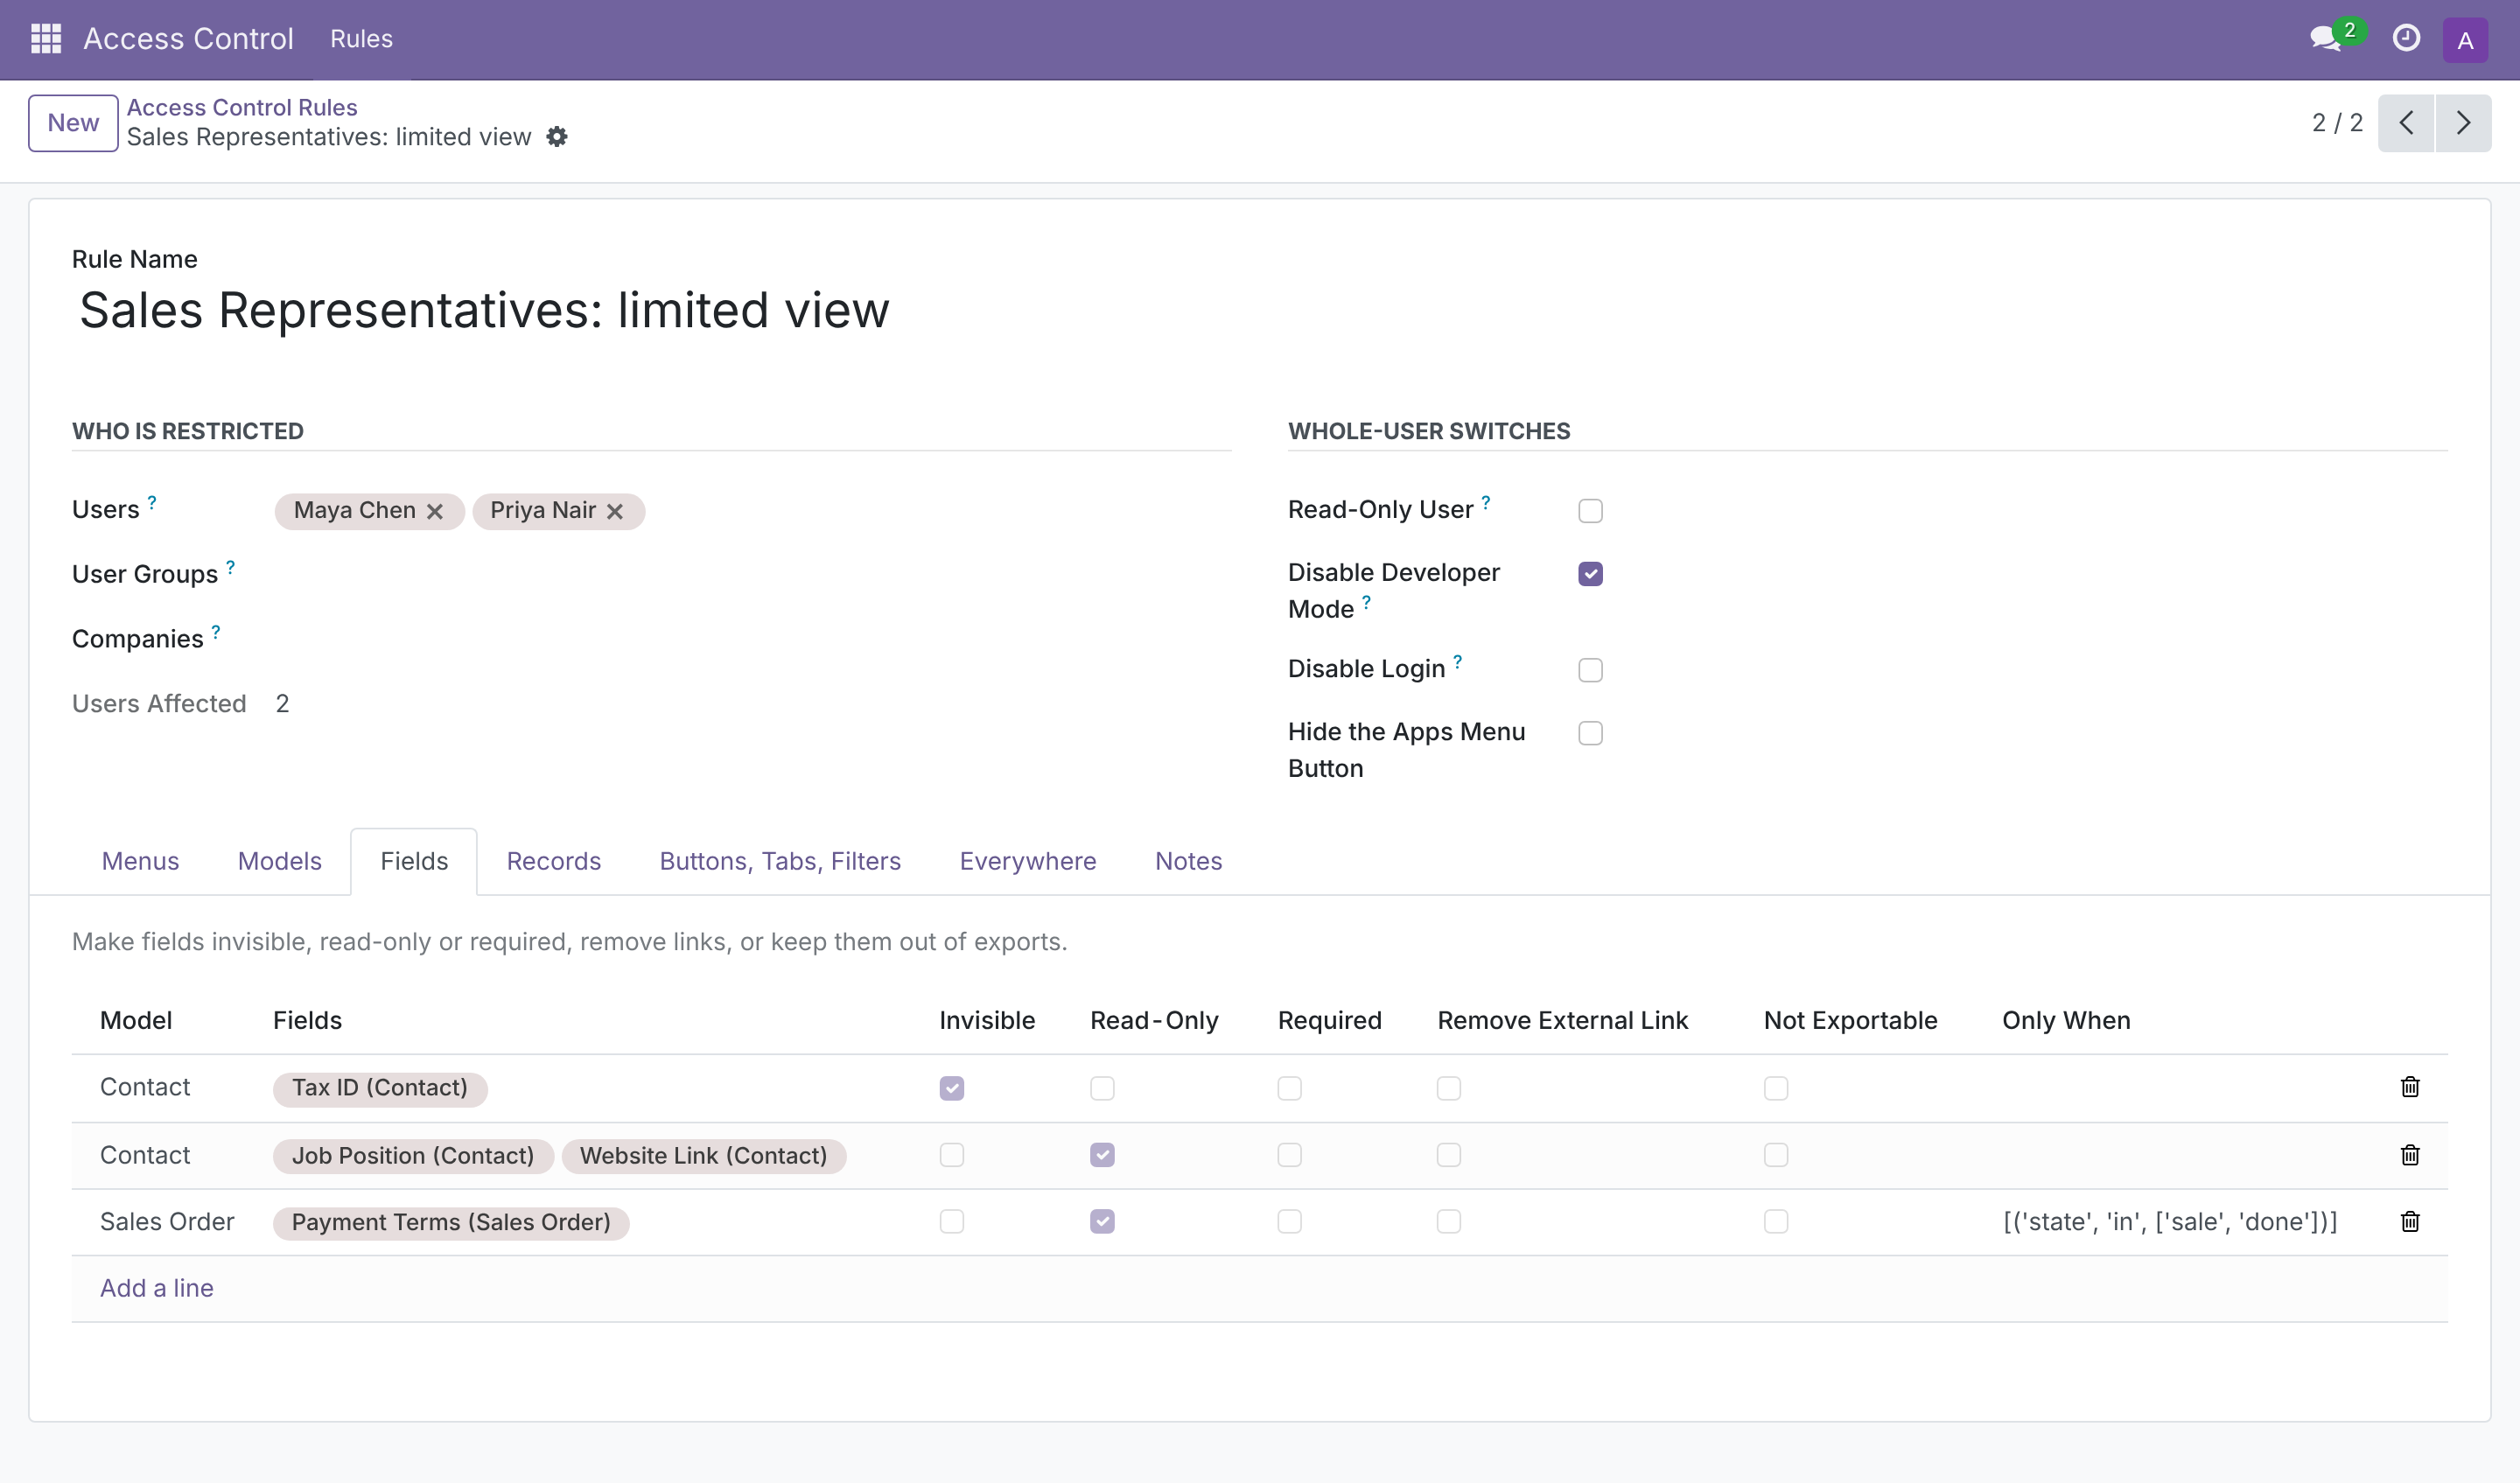 Access Control Rules 2 A
New Access Control Rules
Sales Representatives: limited view
2 / 2
Rule Name
Sales Representatives: limited view
WHO IS RESTRICTED
Users ? Maya Chen Priya Nair
User Groups ?
Companies ?
Users Affected 2
WHOLE-USER SWITCHES
Read-Only User ?
Disable Developer
Mode ?
Disable Login ?
Hide the Apps Menu
Button
Menus Models Fields Records Buttons, Tabs, Filters Everywhere Notes
Make fields invisible, read-only or required, remove links, or keep them out of exports.
Model Fields Invisible Read-Only Required Remove External Link Not Exportable Only When
Contact Tax ID (Contact)
Contact Job Position (Contact) Website Link (Contact)
Sales Order Payment Terms (Sales Order) [('state', 'in', ['sale', 'done'])]
Add a line